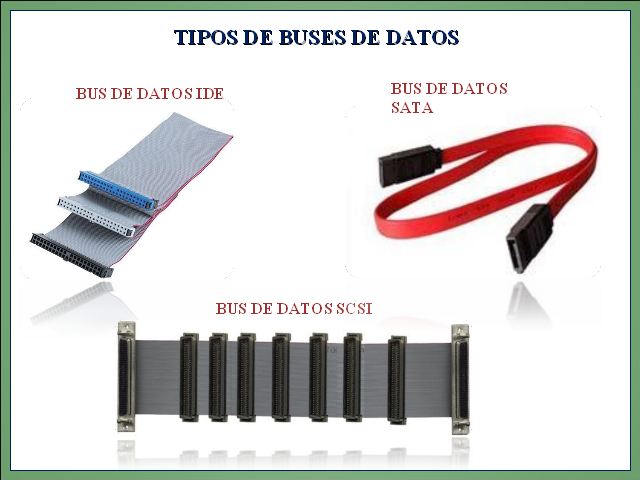 TIPOS DE BUSES DE DATOS
BUS DE DATOS IDE
BUS DE DATOS
SATA
BUS DE DATOS SCSI